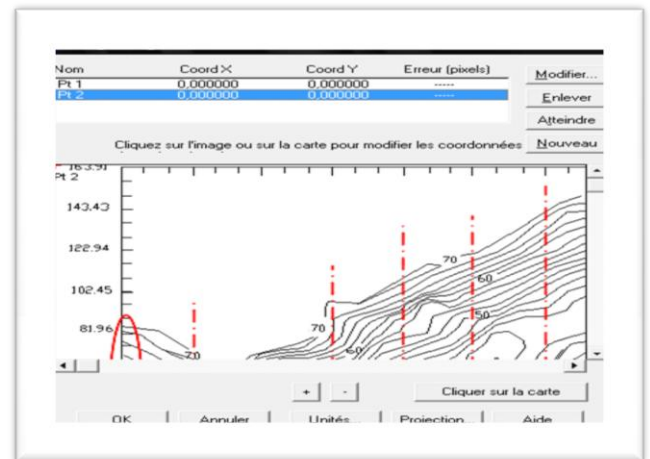 Nom Coord X Coord Y Erreur (pixels) Modifier...
Pt 1 0,000000 0,000000 -----
Pt 2 0,000000 0,000000 -----
Enlever
Atteindre
Cliquez sur l'image ou sur la carte pour modifier les coordonnées Nouveau
163.91
Pt 2
143.43
122.94
70
60
102.45
50
81.96
70
60
70
+ - Cliquer sur la carte
OK Annuler Unités... Projection... Aide